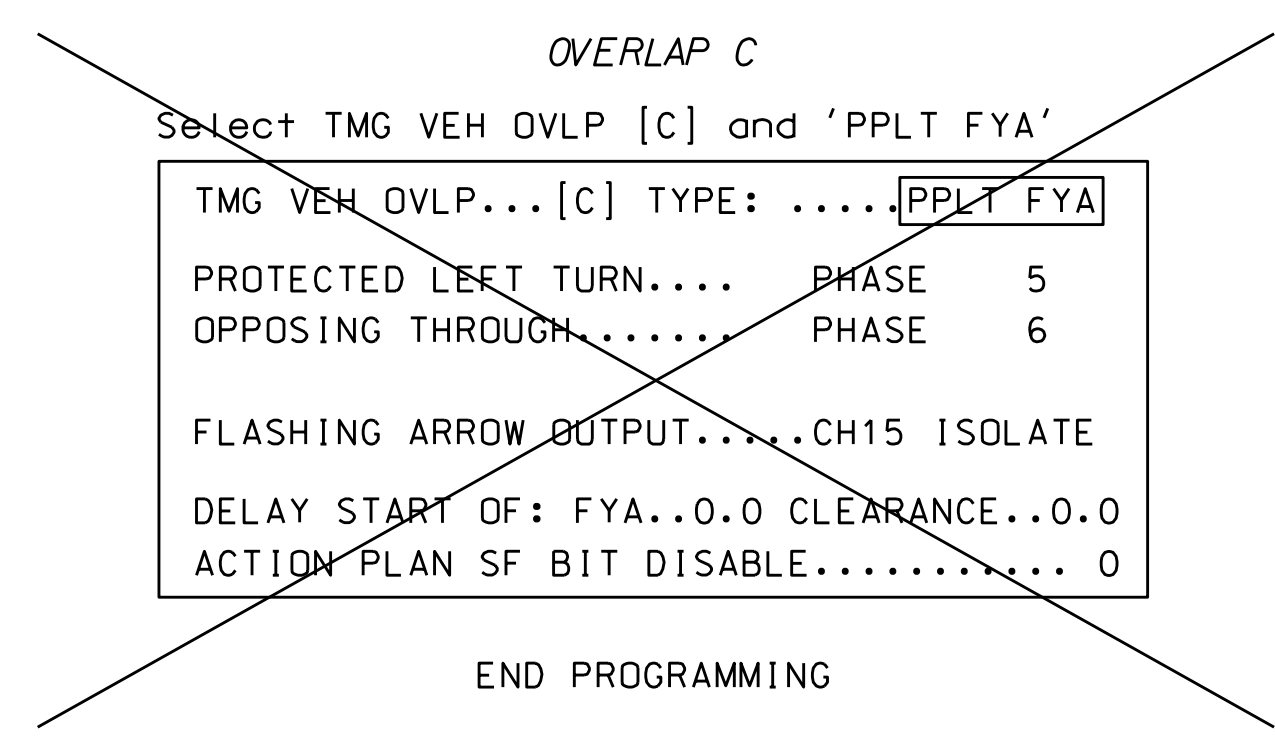 OVERLAP C
Select TMG VEH OVLP [C] and 'PPLT FYA'
TMG VEH OVLP...[C] TYPE: .....PPLT FYA
PROTECTED LEFT TURN.... PHASE 5
OPPOSING THROUGH....... PHASE 6
FLASHING ARROW OUTPUT.....CH15 ISOLATE
DELAY START OF: FYA..0.0 CLEARANCE..0.0
ACTION PLAN SF BIT DISABLE........... 0
END PROGRAMMING